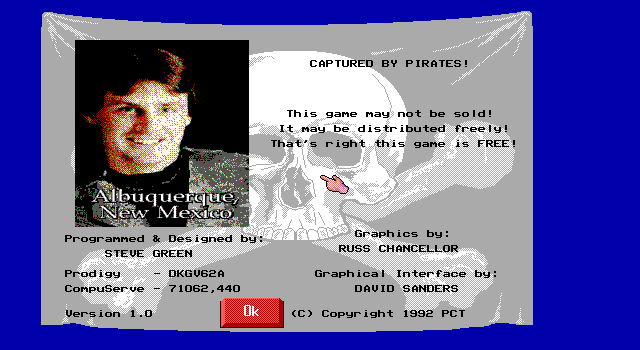 CAPTURED BY PIRATES!
This game may not be sold!
It may be distributed freely!
That's right this game is FREE!
Albuquerque,
New Mexico
Programmed & Designed by:
STEVE GREEN
Prodigy - DKGV62A
CompuServe - 71062,440
Version 1.0
Graphics by:
RUSS CHANCELLOR
Graphical Interface by:
DAVID SANDERS
Ok
(C) Copyright 1992 PCT